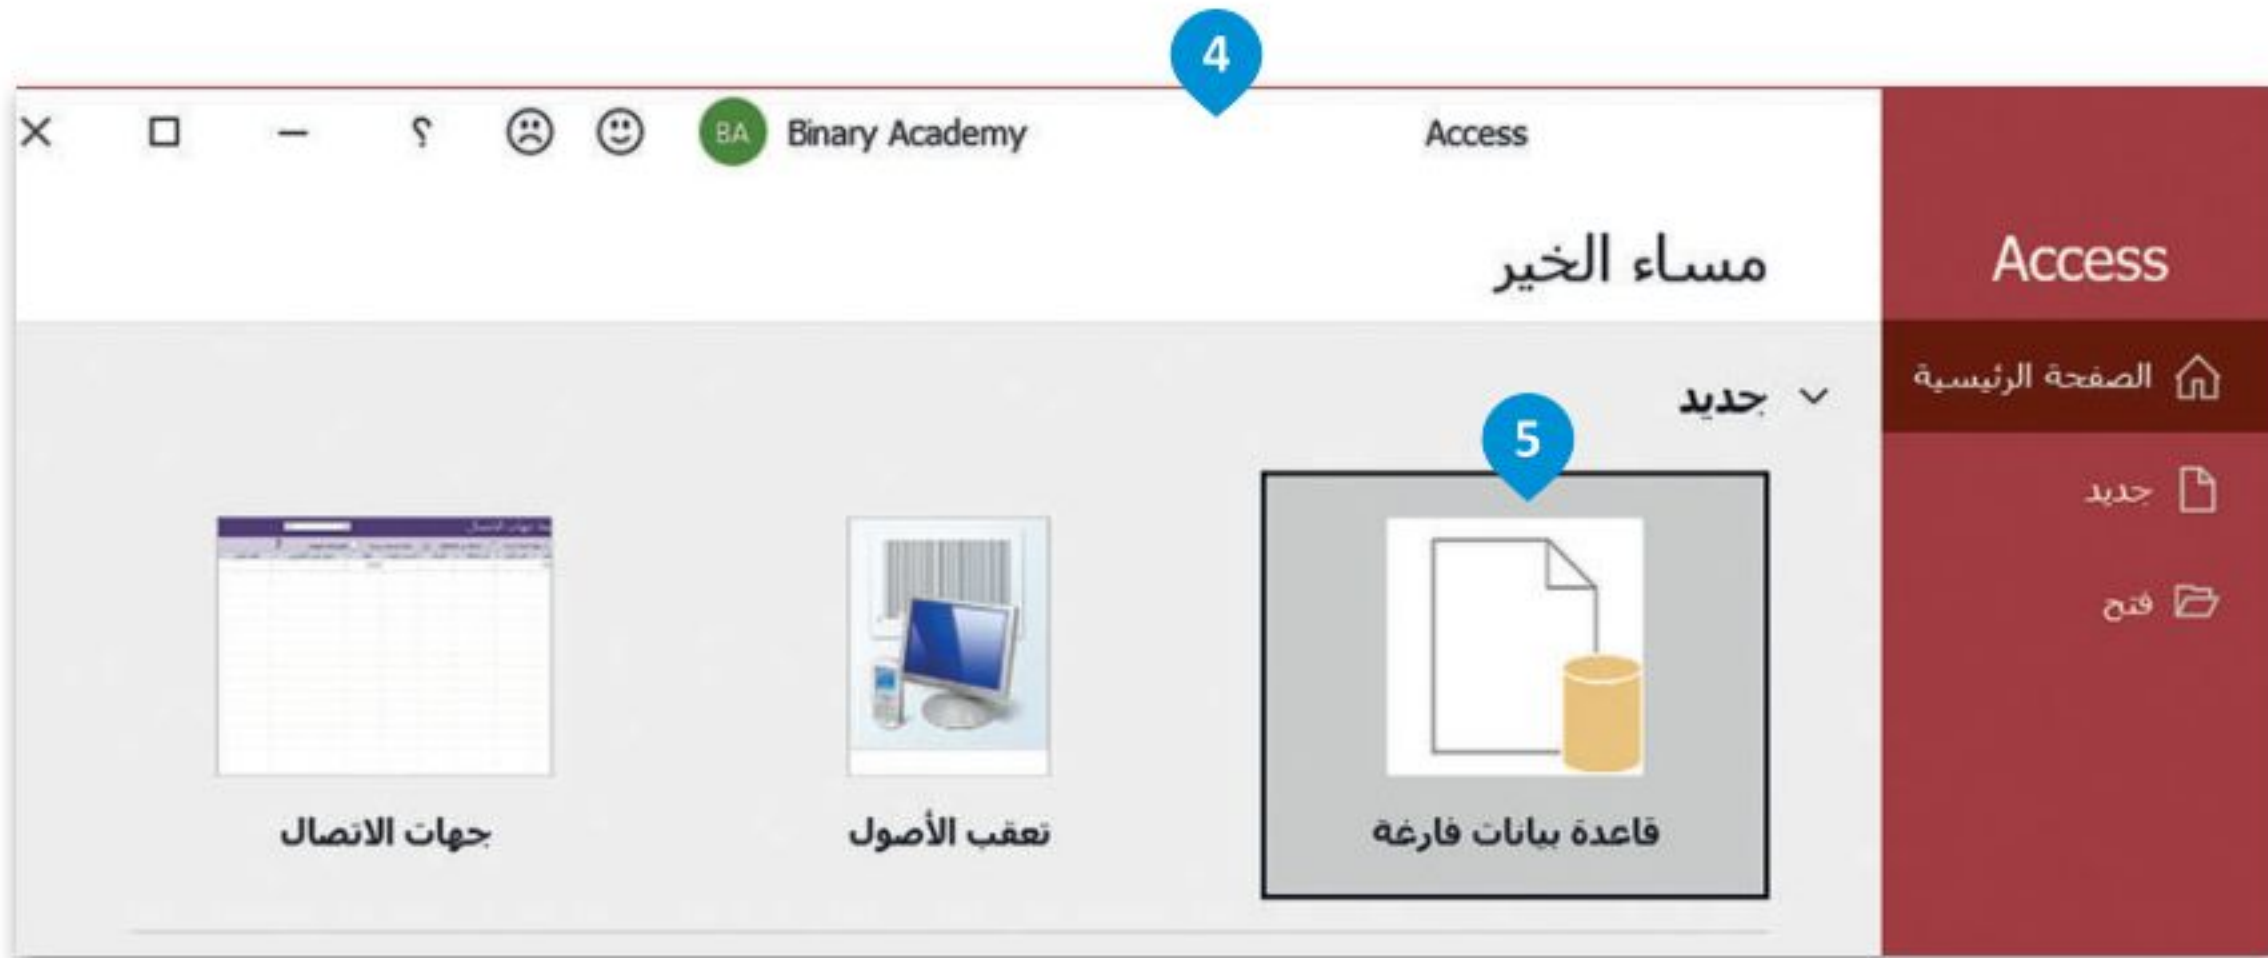 4
Access
Binary Academy
BA
؟
Access
مساء الخير
الصفحة الرئيسية
جديد
فتح
جديد
5
قاعدة بيانات فارغة
تعقب الأصول
جهات الاتصال